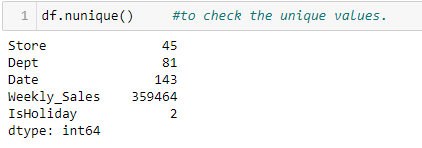 1 df.nunique() #to check the unique values.
Store 45
Dept 81
Date 143
Weekly_Sales 359464
IsHoliday 2
dtype: int64